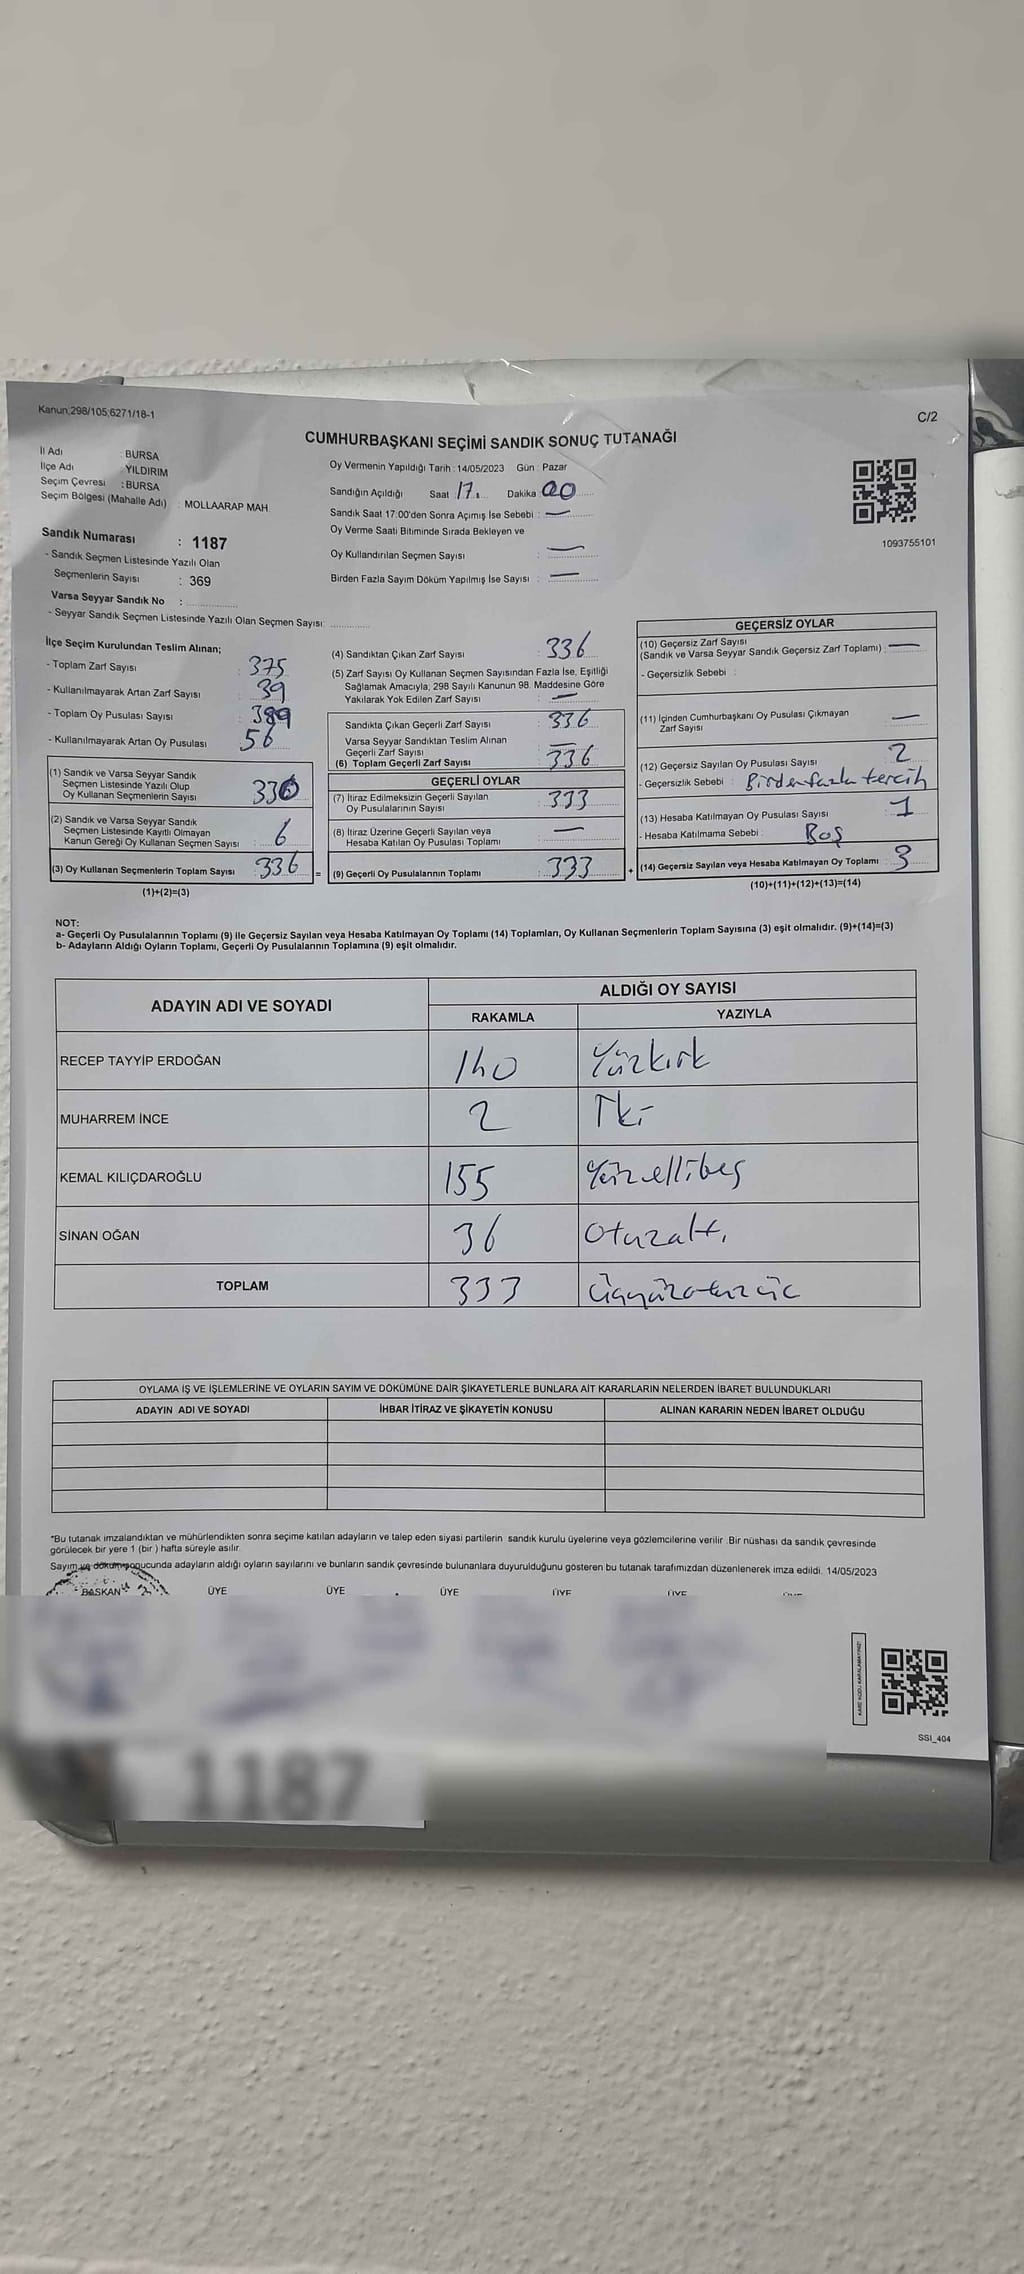 Kanun;298/105;6271/18-1
C/2
CUMHURBAŞKANI SEÇİMİ SANDIK SONUÇ TUTANAĞI
İl Adı : BURSA
İlçe Adı : YILDIRIM
Seçim Çevresi : BURSA
Seçim Bölgesi (Mahalle Adı) : MOLLAARAP MAH.
Oy Vermenin Yapıldığı Tarih : 14/05/2023 Gün : Pazar
Sandığın Açıldığı Saat 17. Dakika 00
Sandık Saat 17:00'den Sonra Açımış İse Sebebi : —
Oy Verme Saati Bitiminde Sırada Bekleyen ve
Oy Kullandırılan Seçmen Sayısı : —
Birden Fazla Sayım Döküm Yapılmış İse Sayısı : —
1093755101
Sandık Numarası : 1187
- Sandık Seçmen Listesinde Yazılı Olan
Seçmenlerin Sayısı : 369
Varsa Seyyar Sandık No : ................
- Seyyar Sandık Seçmen Listesinde Yazılı Olan Seçmen Sayısı: ............
İlçe Seçim Kurulundan Teslim Alınan;
- Toplam Zarf Sayısı : 375
- Kullanılmayarak Artan Zarf Sayısı : 39
- Toplam Oy Pusulası Sayısı : 389
- Kullanılmayarak Artan Oy Pusulası 56
(1) Sandık ve Varsa Seyyar Sandık
Seçmen Listesinde Yazılı Olup
Oy Kullanan Seçmenlerin Sayısı : 330
(2) Sandık ve Varsa Seyyar Sandık
Seçmen Listesinde Kayıtlı Olmayan
Kanun Gereği Oy Kullanan Seçmen Sayısı : 6
(3) Oy Kullanan Seçmenlerin Toplam Sayısı : 336
(1)+(2)=(3)
(4) Sandıktan Çıkan Zarf Sayısı : 336
(5) Zarf Sayısı Oy Kullanan Seçmen Sayısından Fazla İse, Eşitliği
Sağlamak Amacıyla; 298 Sayılı Kanunun 98. Maddesine Göre
Yakılarak Yok Edilen Zarf Sayısı : —
Sandıkta Çıkan Geçerli Zarf Sayısı : 336
Varsa Seyyar Sandıktan Teslim Alınan
Geçerli Zarf Sayısı : —
(6) Toplam Geçerli Zarf Sayısı : 336
GEÇERLİ OYLAR
(7) İtiraz Edilmeksizin Geçerli Sayılan
Oy Pusulalarının Sayısı : 333
(8) İtiraz Üzerine Geçerli Sayılan veya
Hesaba Katılan Oy Pusulası Toplamı : —
= (9) Geçerli Oy Pusulalarının Toplamı : 333
GEÇERSİZ OYLAR
(10) Geçersiz Zarf Sayısı
(Sandık ve Varsa Seyyar Sandık Geçersiz Zarf Toplamı) : —
- Geçersizlik Sebebi :
(11) İçinden Cumhurbaşkanı Oy Pusulası Çıkmayan
Zarf Sayısı —
(12) Geçersiz Sayılan Oy Pusulası Sayısı 2
- Geçersizlik Sebebi : Birden fazla tercih
(13) Hesaba Katılmayan Oy Pusulası Sayısı 1
- Hesaba Katılmama Sebebi : Boş
+ (14) Geçersiz Sayılan veya Hesaba Katılmayan Oy Toplamı : 3
(10)+(11)+(12)+(13)=(14)
NOT:
a- Geçerli Oy Pusulalarının Toplamı (9) ile Geçersiz Sayılan veya Hesaba Katılmayan Oy Toplamı (14) Toplamları, Oy Kullanan Seçmenlerin Toplam Sayısına (3) eşit olmalıdır. (9)+(14)=(3)
b- Adayların Aldığı Oyların Toplamı, Geçerli Oy Pusulalarının Toplamına (9) eşit olmalıdır.
ADAYIN ADI VE SOYADI ALDIĞI OY SAYISI
RAKAMLA YAZIYLA
RECEP TAYYİP ERDOĞAN 140 Yüzkırk
MUHARREM İNCE 2 İki
KEMAL KILIÇDAROĞLU 155 Yüzellibeş
SİNAN OĞAN 36 Otuzaltı
TOPLAM 333 Üçyüzotuzüç
OYLAMA İŞ VE İŞLEMLERİNE VE OYLARIN SAYIM VE DÖKÜMÜNE DAİR ŞİKAYETLERLE BUNLARA AİT KARARLARIN NELERDEN İBARET BULUNDUKLARI
ADAYIN ADI VE SOYADI İHBAR İTİRAZ VE ŞİKAYETİN KONUSU ALINAN KARARIN NEDEN İBARET OLDUĞU
*Bu tutanak imzalandıktan ve mühürlendikten sonra seçime katılan adayların ve talep eden siyasi partilerin sandık kurulu üyelerine veya gözlemcilerine verilir. Bir nüshası da sandık çevresinde
görülecek bir yere 1 (bir ) hafta süreyle asılır.
Sayım ve döküm sonucunda adayların aldığı oyların sayılarını ve bunların sandık çevresinde bulunanlara duyurulduğunu gösteren bu tutanak tarafımızdan düzenlenerek imza edildi. 14/05/2023
BAŞKAN ÜYE ÜYE ÜYE ÜYE ÜYE
SSI_404
1187